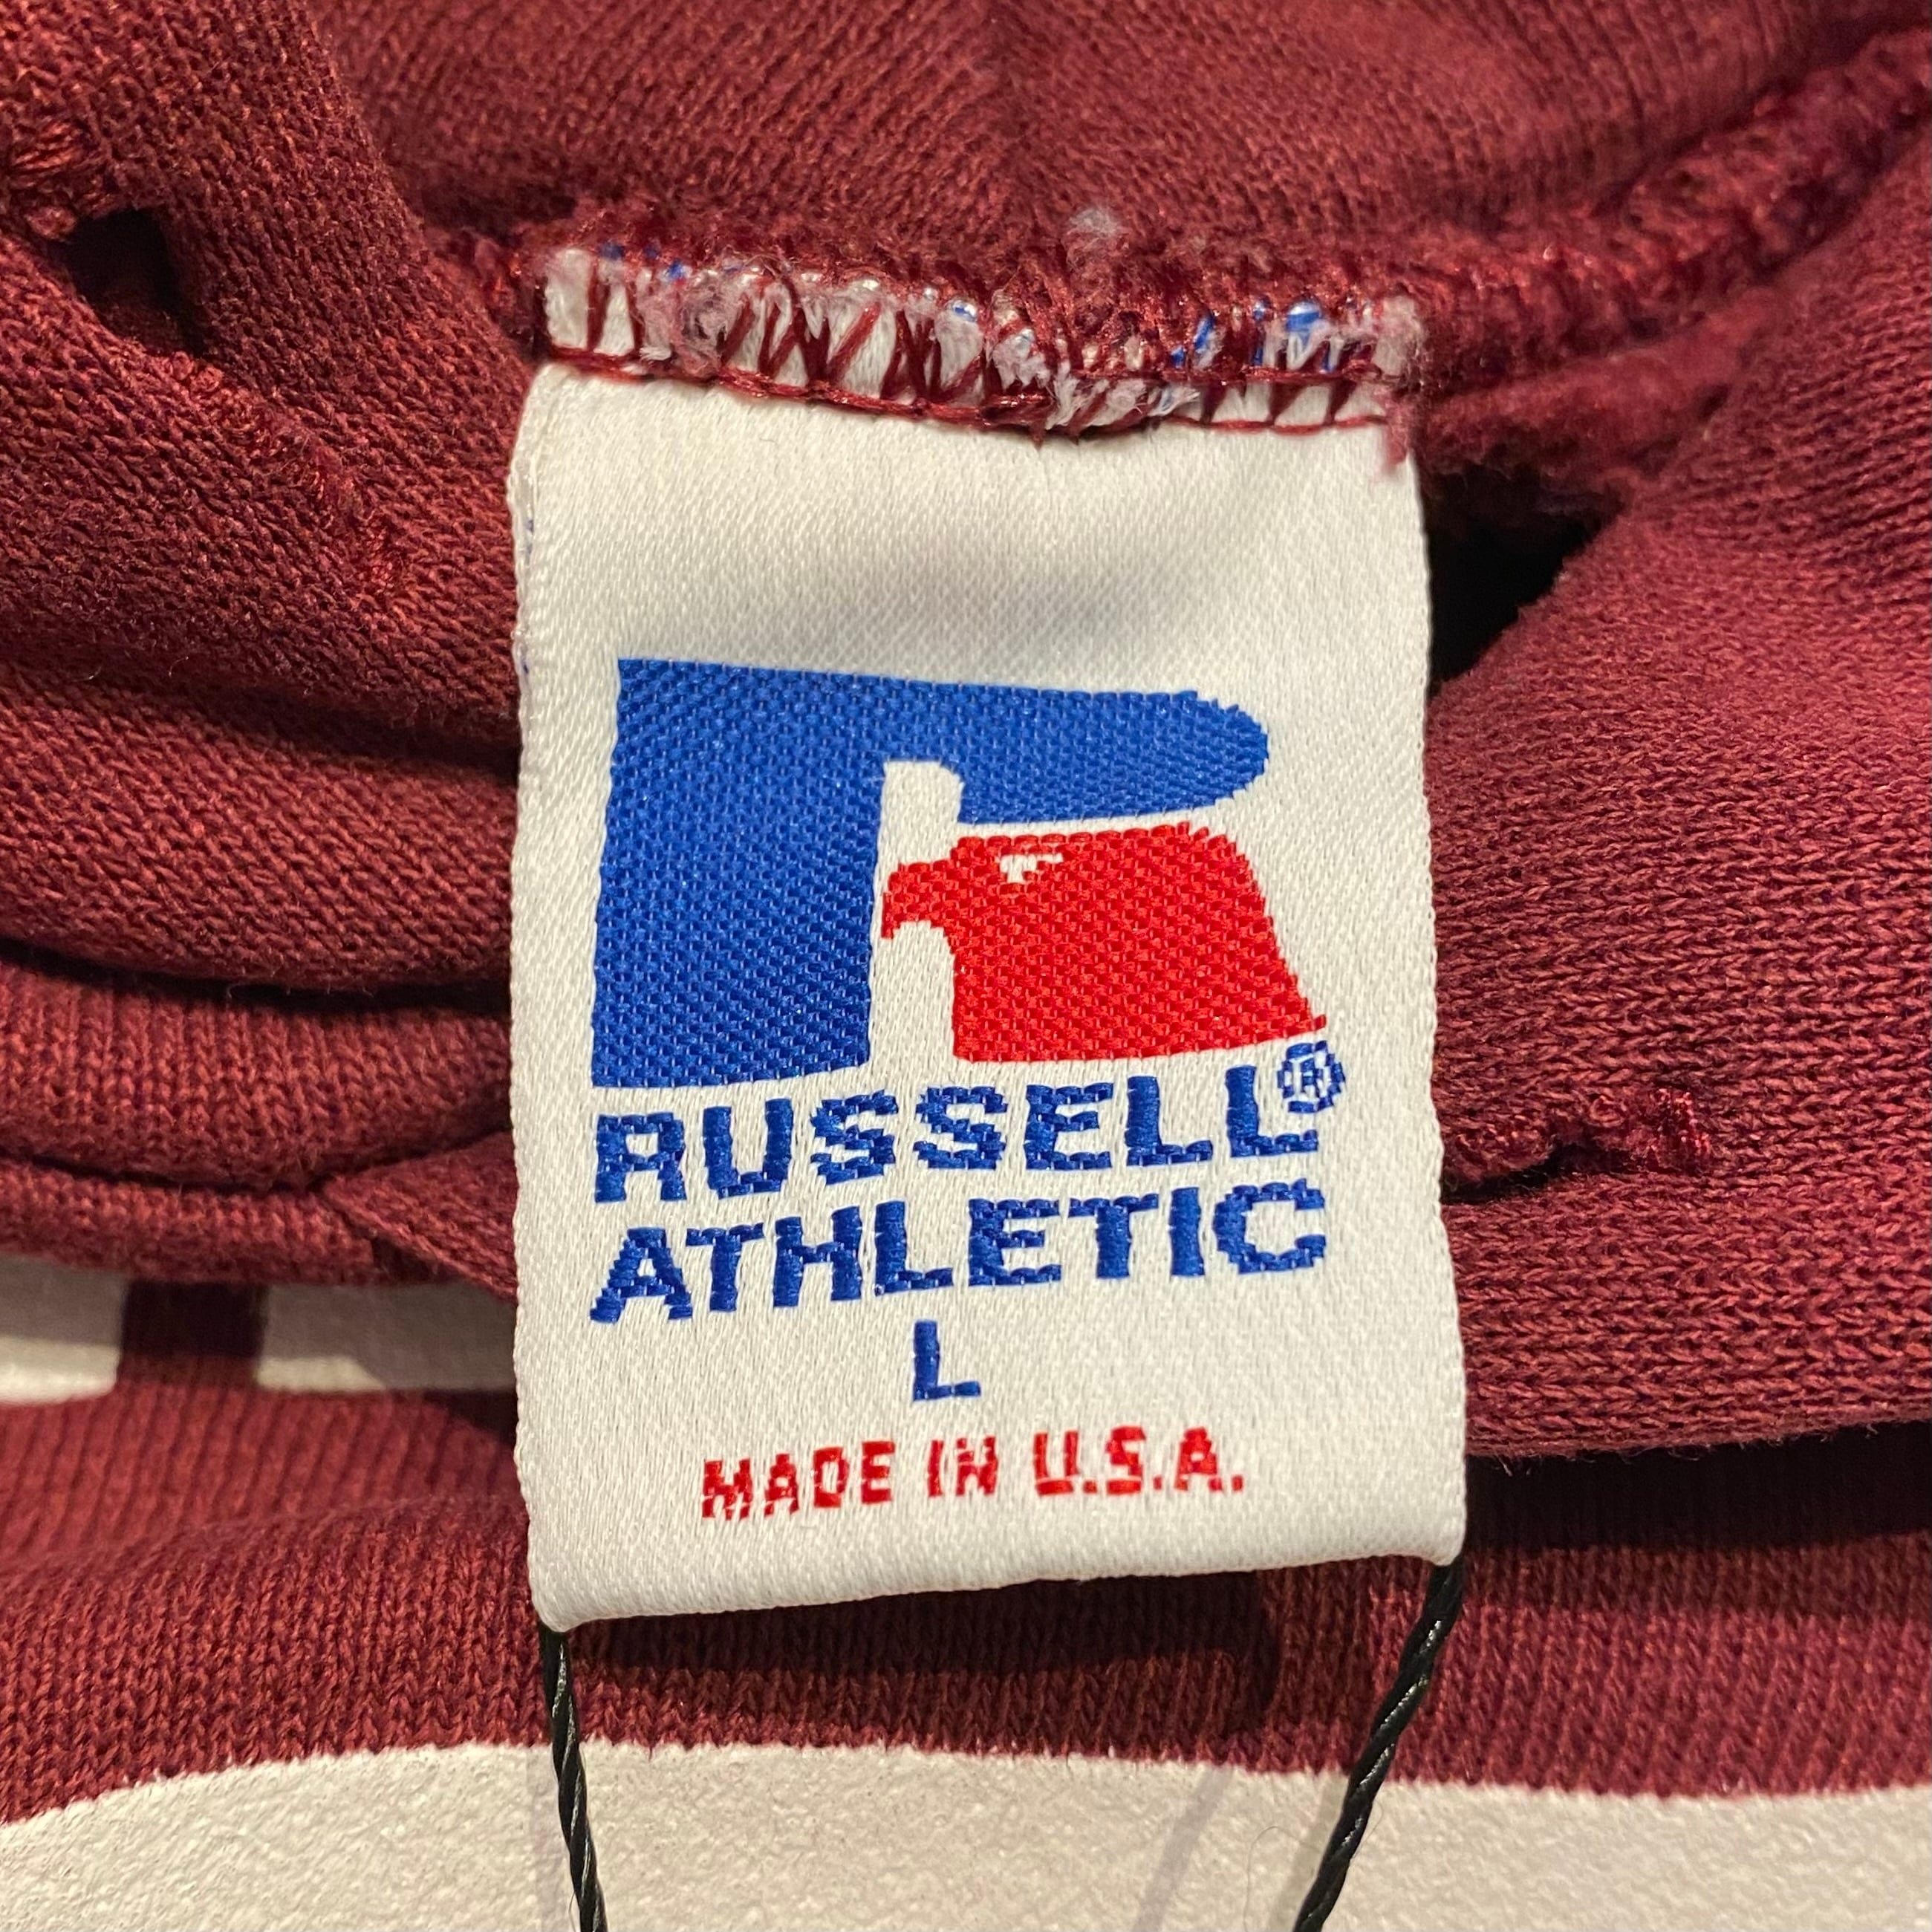 RUSSELL®
ATHLETIC
L
MADE IN U.S.A.